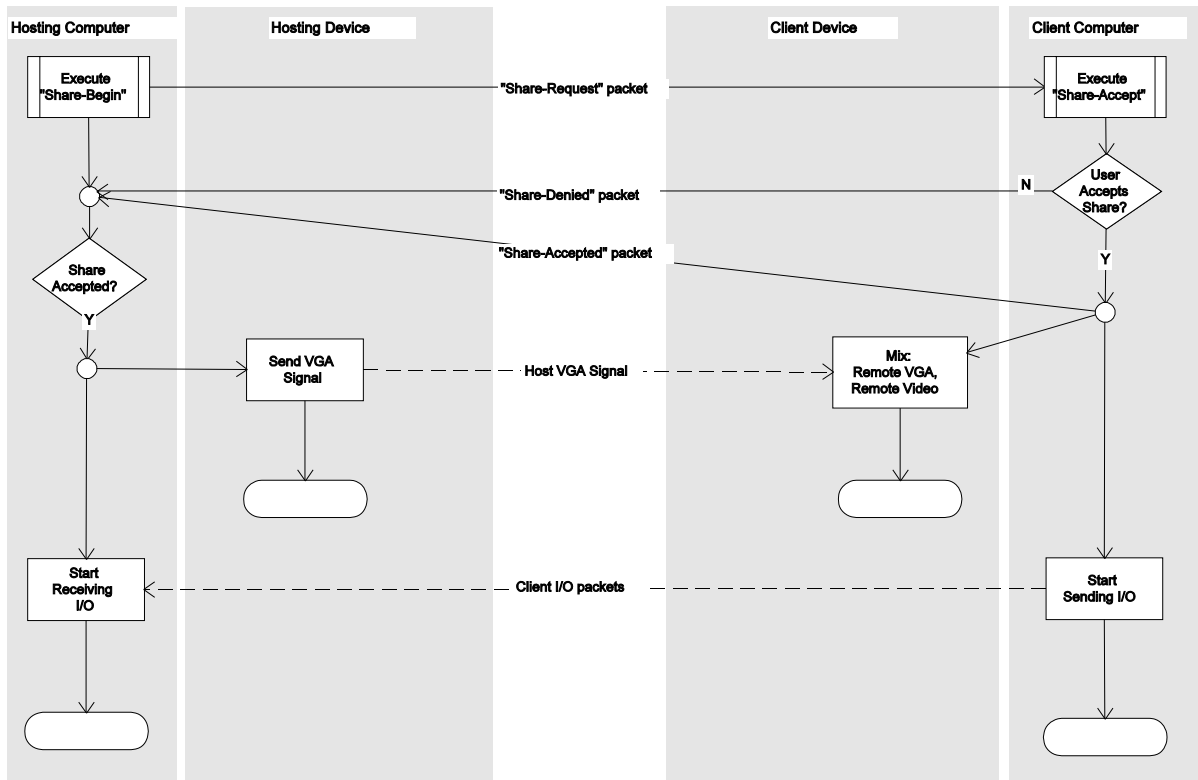 Hosting Computer
Hosting Device
Client Device
Client Computer
Execute
"Share-Begin"
"Share-Request" packet
Execute
"Share-Accept"
"Share-Denied" packet
N
User
Accepts
Share?
"Share-Accepted" packet
Y
Share
Accepted?
Y
Send VGA
Signal
Host VGA Signal
Mix:
Remote VGA,
Remote Video
Start
Receiving
I/O
Client I/O packets
Start
Sending I/O